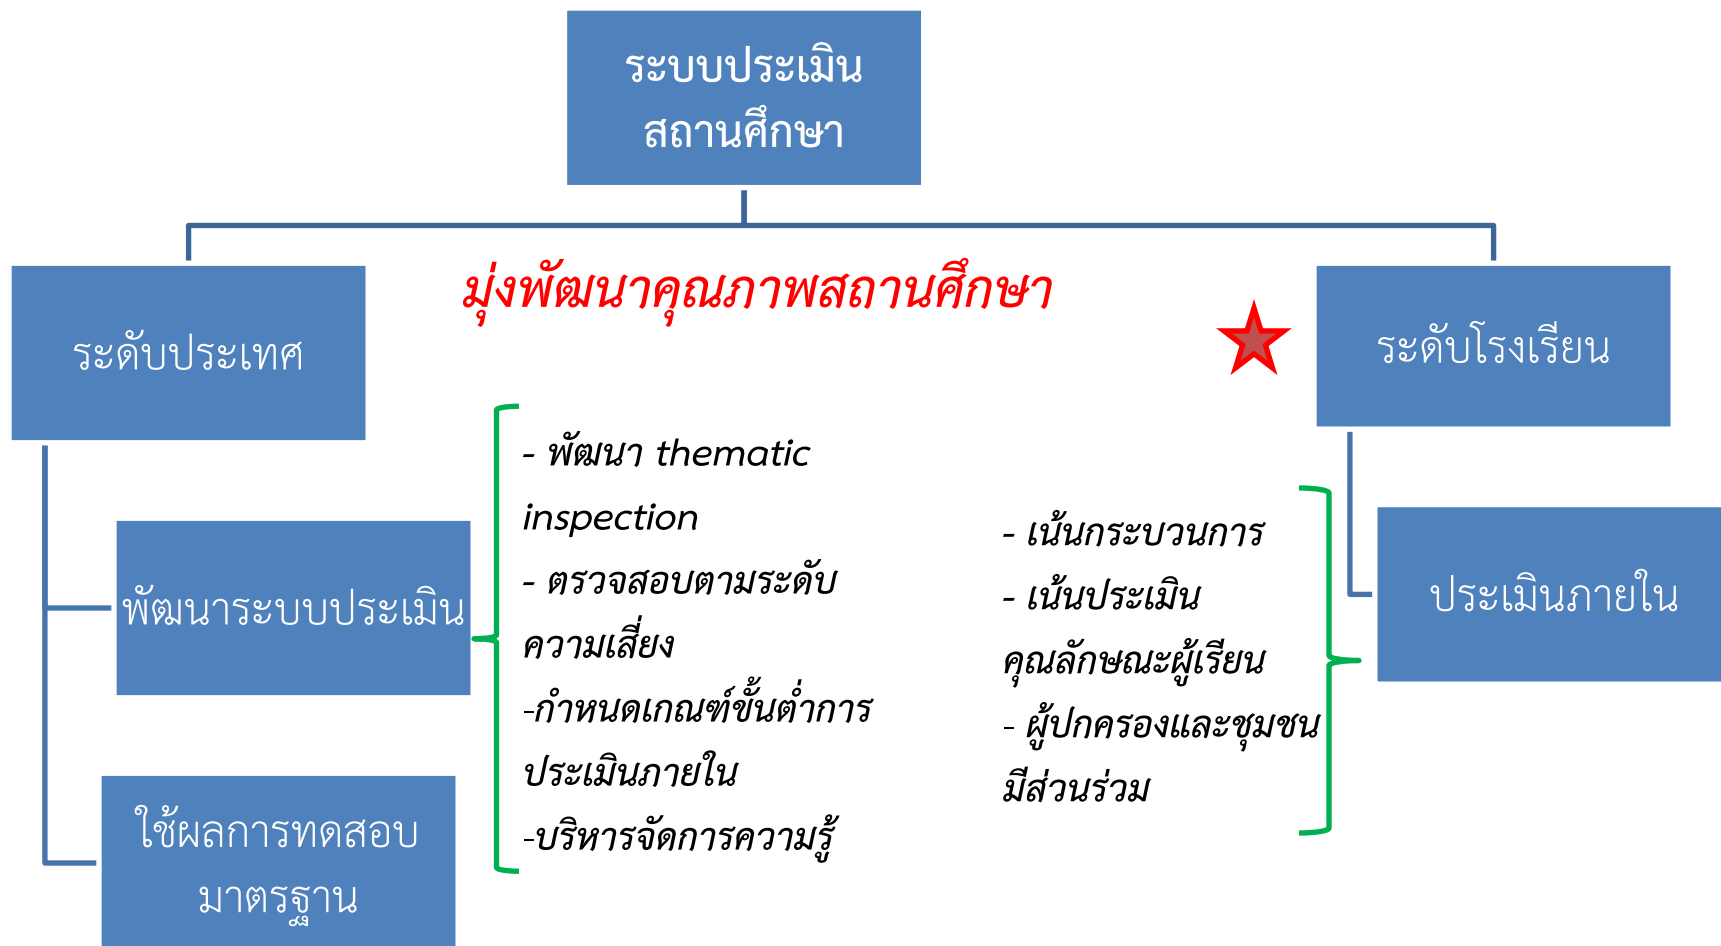 ระบบประเมิน
สถานศึกษา
มุ่งพัฒนาคุณภาพสถานศึกษา
ระดับประเทศ
พัฒนาระบบประเมิน
- พัฒนา thematic
inspection
- ตรวจสอบตามระดับ
ความเสี่ยง
-กำหนดเกณฑ์ขั้นต่ำการ
ประเมินภายใน
-บริหารจัดการความรู้
ใช้ผลการทดสอบ
มาตรฐาน
ระดับโรงเรียน
- เน้นกระบวนการ
- เน้นประเมิน
คุณลักษณะผู้เรียน
- ผู้ปกครองและชุมชน
มีส่วนร่วม
ประเมินภายใน